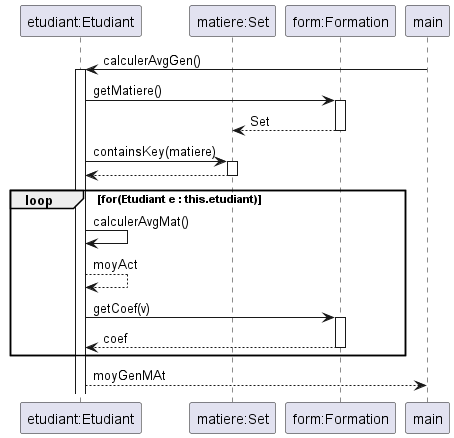 etudiant:Etudiant matiere:Set form:Formation main
calculerAvgGen()
getMatiere()
Set
containsKey(matiere)
loop [for(Etudiant e : this.etudiant)]
calculerAvgMat()
moyAct
getCoef(v)
coef
moyGenMAt
etudiant:Etudiant matiere:Set form:Formation main